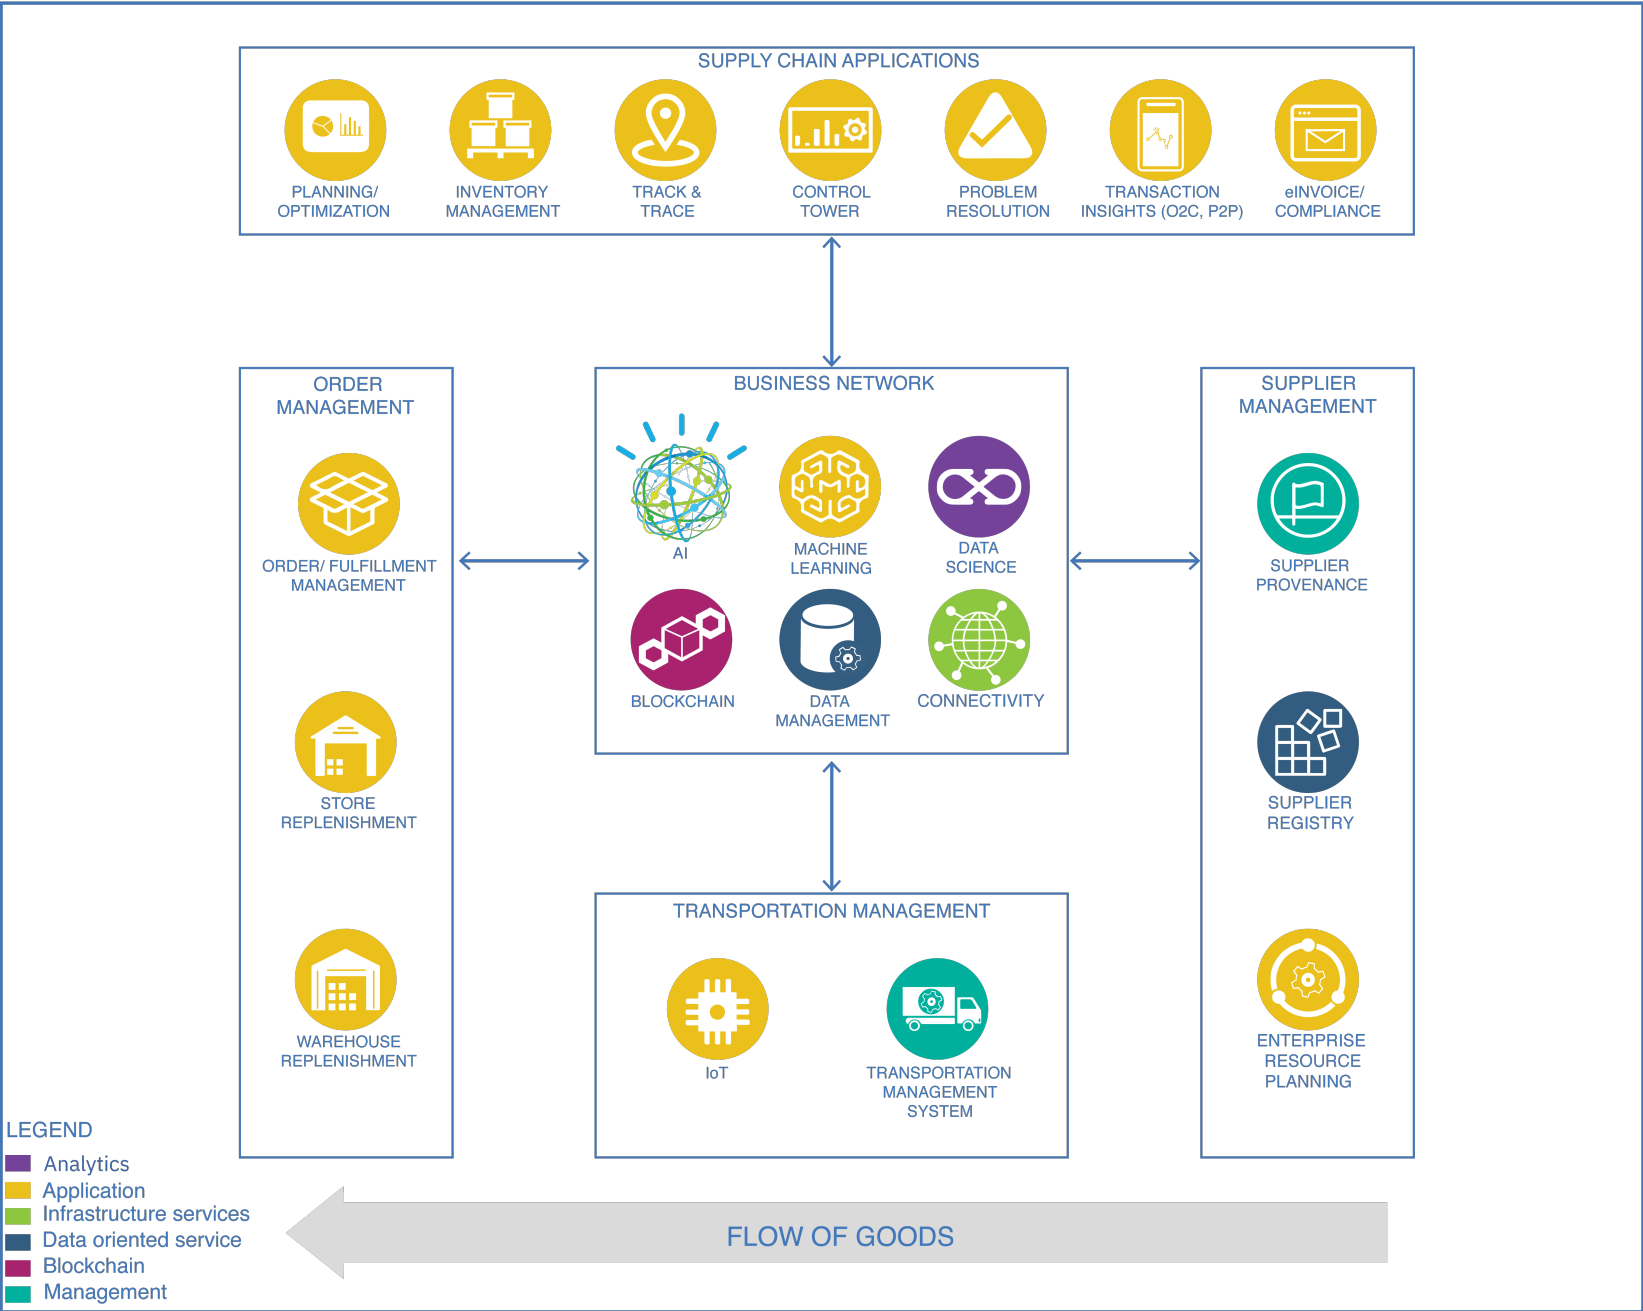 SUPPLY CHAIN APPLICATIONS
PLANNING/
OPTIMIZATION
INVENTORY
MANAGEMENT
TRACK &
TRACE
CONTROL
TOWER
PROBLEM
RESOLUTION
TRANSACTION
INSIGHTS (O2C, P2P)
eINVOICE/
COMPLIANCE
ORDER
MANAGEMENT
ORDER/ FULFILLMENT
MANAGEMENT
STORE
REPLENISHMENT
WAREHOUSE
REPLENISHMENT
BUSINESS NETWORK
AI
MACHINE
LEARNING
DATA
SCIENCE
BLOCKCHAIN
DATA
MANAGEMENT
CONNECTIVITY
TRANSPORTATION MANAGEMENT
IoT
TRANSPORTATION
MANAGEMENT
SYSTEM
SUPPLIER
MANAGEMENT
SUPPLIER
PROVENANCE
SUPPLIER
REGISTRY
ENTERPRISE
RESOURCE
PLANNING
LEGEND
Analytics
Application
Infrastructure services
Data oriented service
Blockchain
Management
FLOW OF GOODS